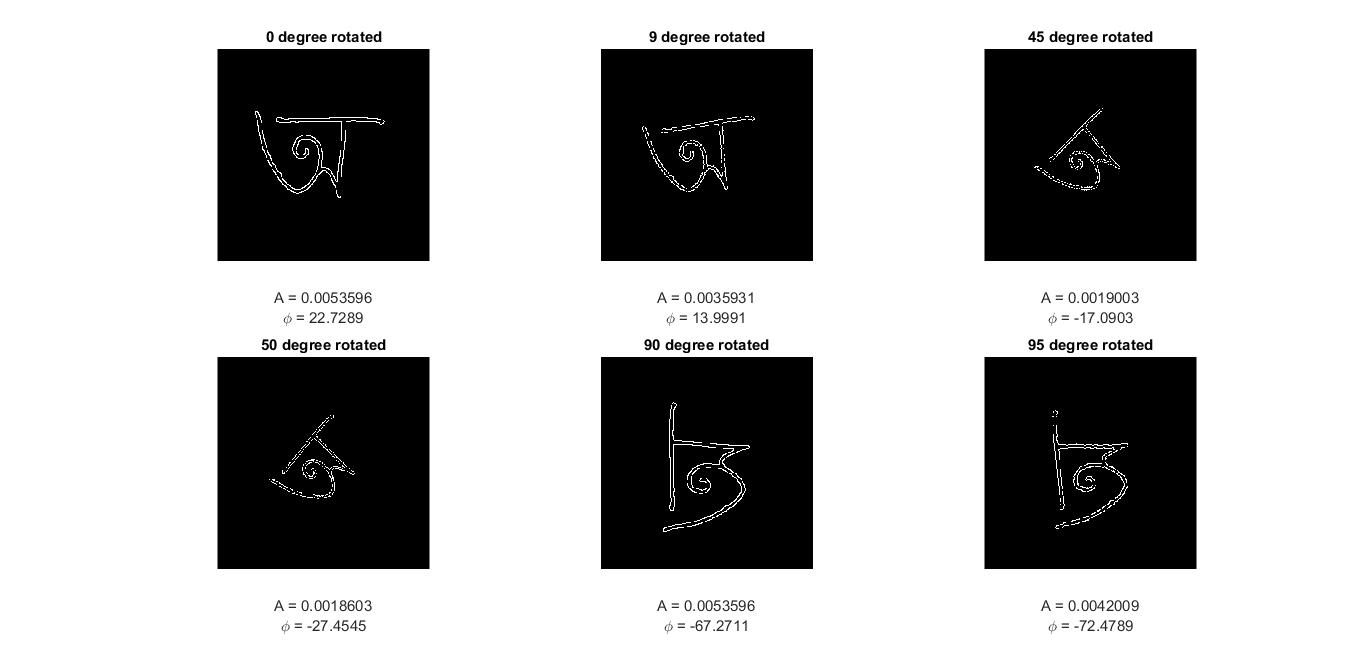 0 degree rotated 9 degree rotated 45 degree rotated
অ অ অ
A = 0.0053596 A = 0.0035931 A = 0.0019003
ϕ = 22.7289 ϕ = 13.9991 ϕ = -17.0903
50 degree rotated 90 degree rotated 95 degree rotated
অ অ অ
A = 0.0018603 A = 0.0053596 A = 0.0042009
ϕ = -27.4545 ϕ = -67.2711 ϕ = -72.4789